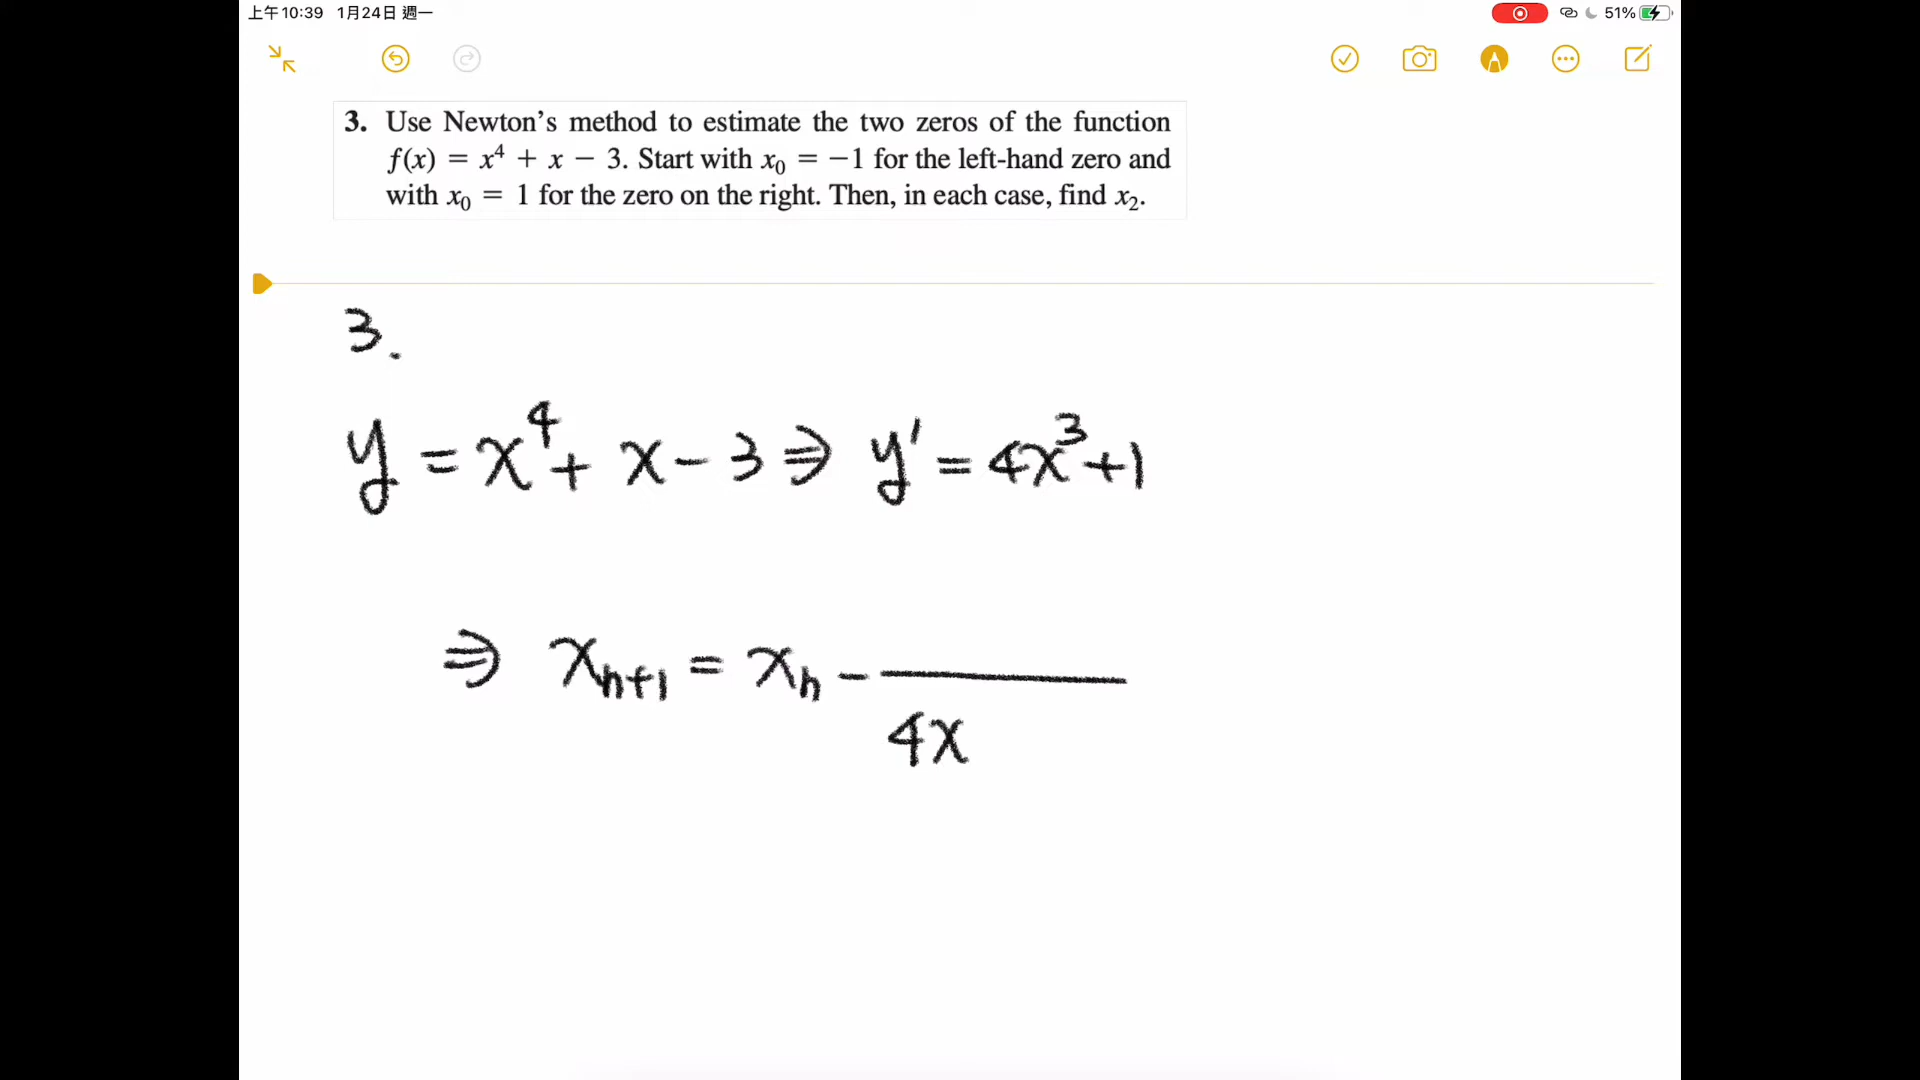 上午10:39 1月24日 週一 51%
3. Use Newton's method to estimate the two zeros of the function
f(x) = x⁴ + x − 3. Start with x₀ = −1 for the left-hand zero and
with x₀ = 1 for the zero on the right. Then, in each case, find x₂.
3.
y = x⁴ + x − 3 ⇒ y' = 4x³ + 1
⇒ xₙ₊₁ = xₙ −
4x